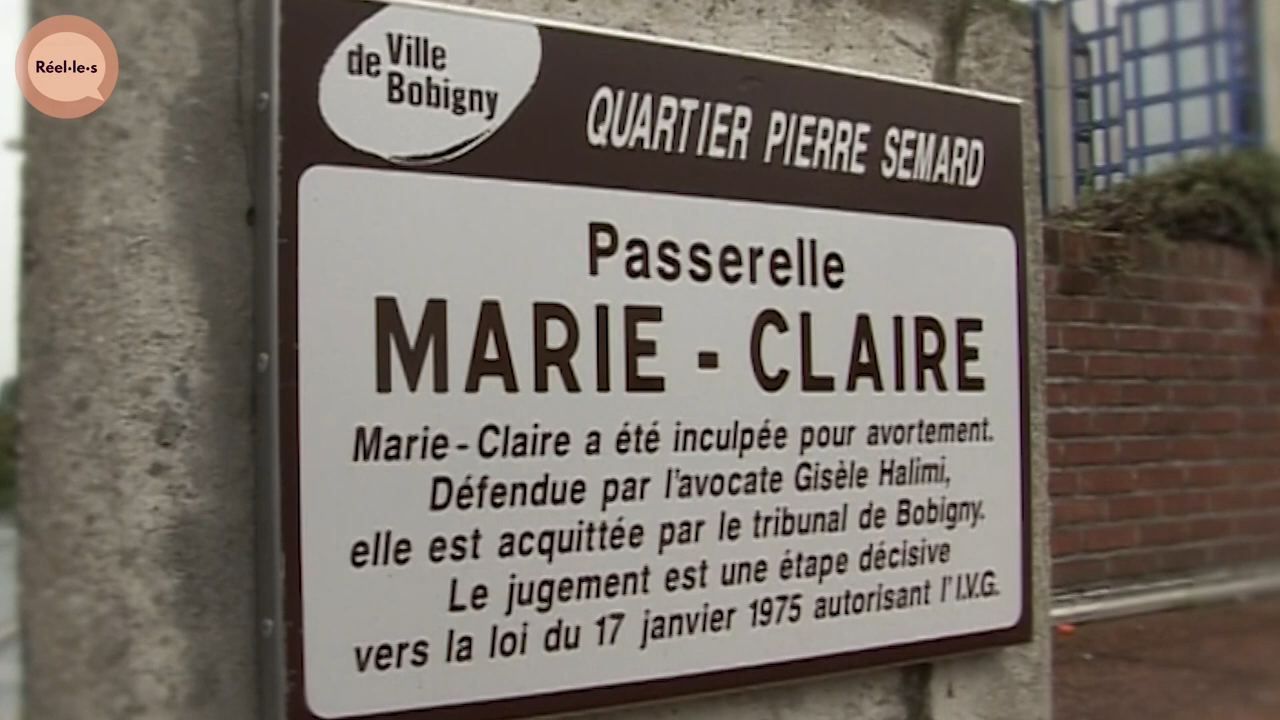 Réel·le·s
Ville
de Bobigny
QUARTIER PIERRE SEMARD
Passerelle
MARIE - CLAIRE
Marie - Claire a été inculpée pour avortement.
Défendue par l'avocate Gisèle Halimi,
elle est acquittée par le tribunal de Bobigny.
Le jugement est une étape décisive
vers la loi du 17 janvier 1975 autorisant l'I.V.G.